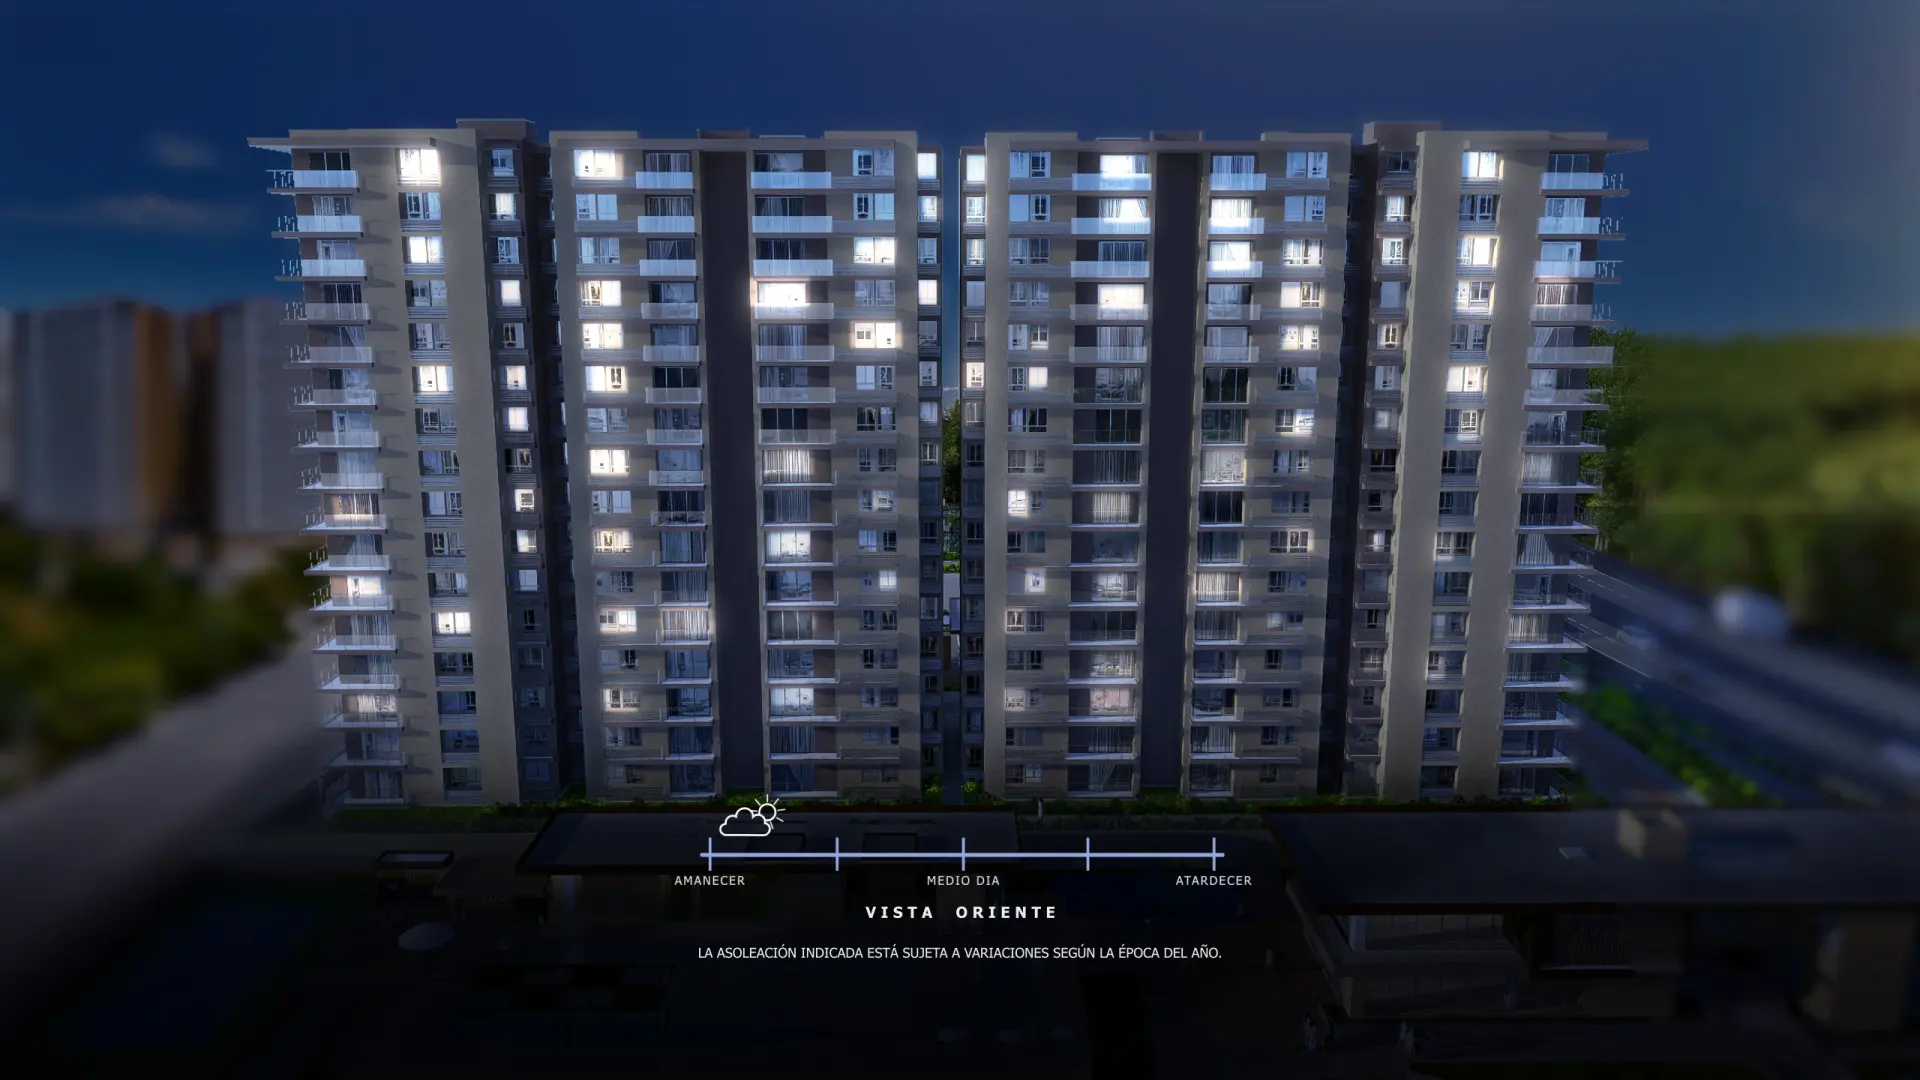 AMANECER MEDIO DIA ATARDECER
VISTA ORIENTE
LA ASOLEACIÓN INDICADA ESTÁ SUJETA A VARIACIONES SEGÚN LA ÉPOCA DEL AÑO.